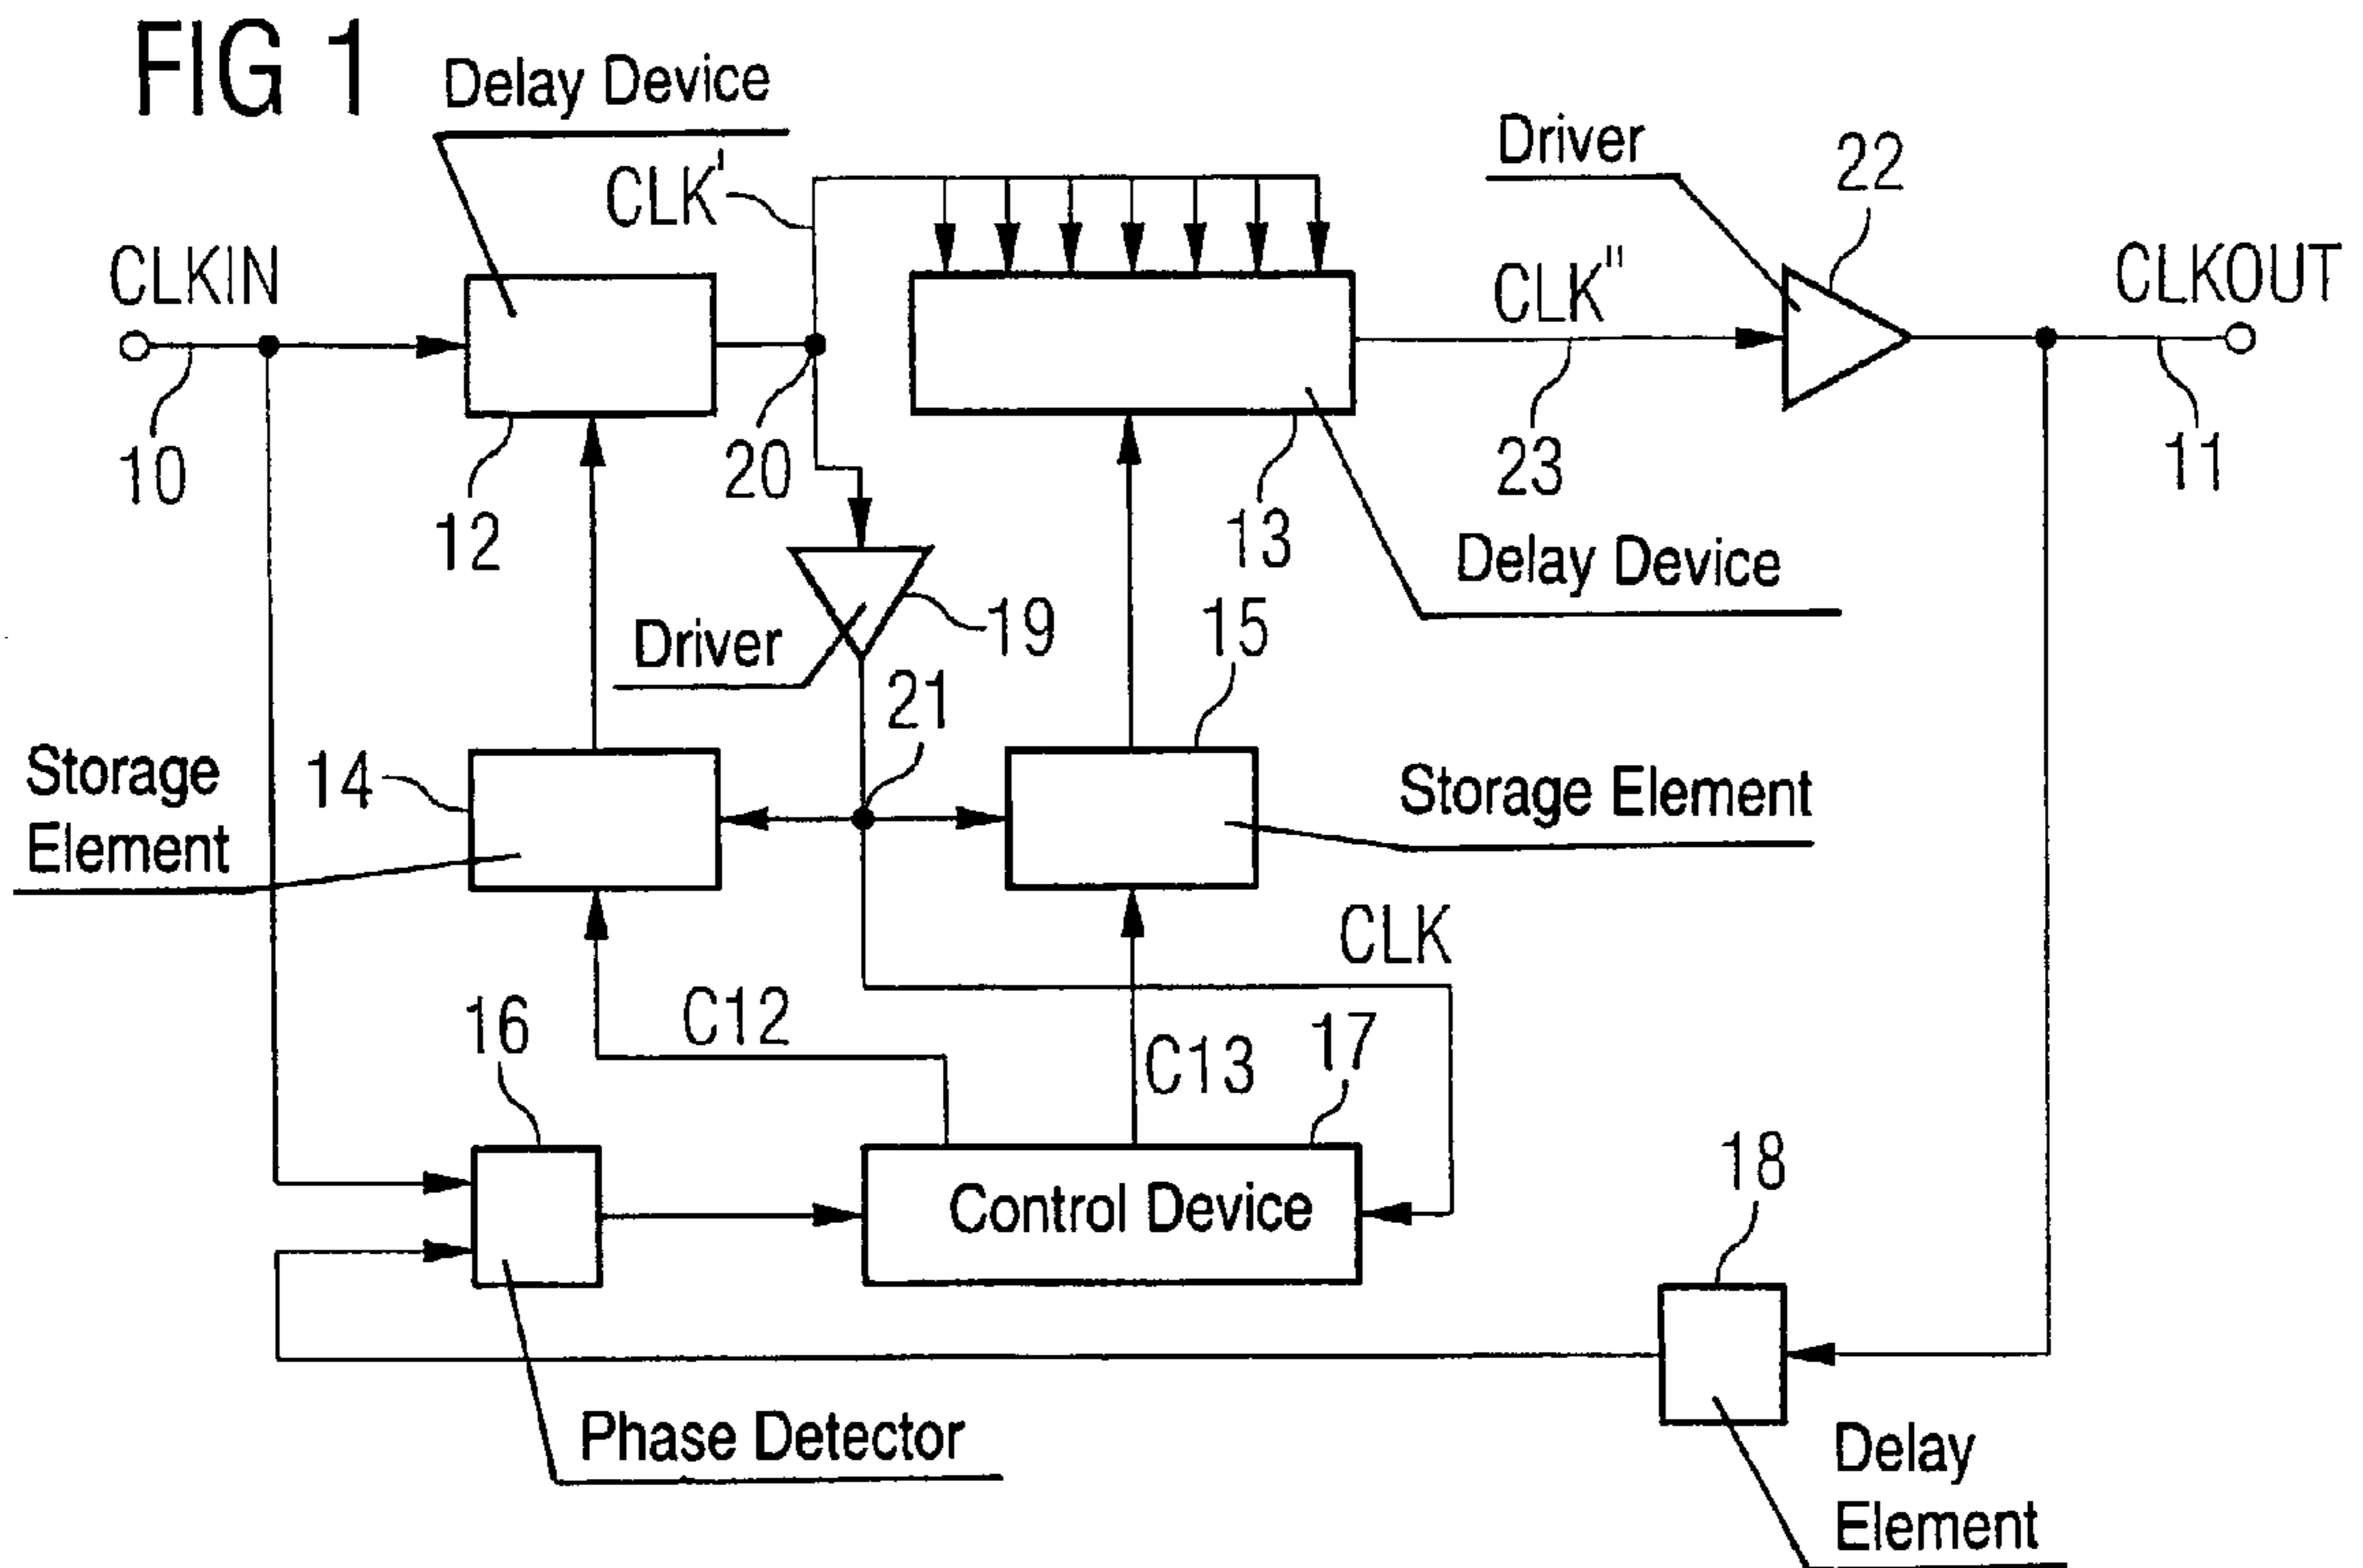 FIG 1
Delay Device
CLK'
Driver
22
CLKIN
CLK"
CLKOUT
10
12
20
13
23
11
Delay Device
19
Driver
15
21
Storage
Element
14
Storage Element
CLK
C12
16
C13
17
Control Device
18
Phase Detector
Delay
Element